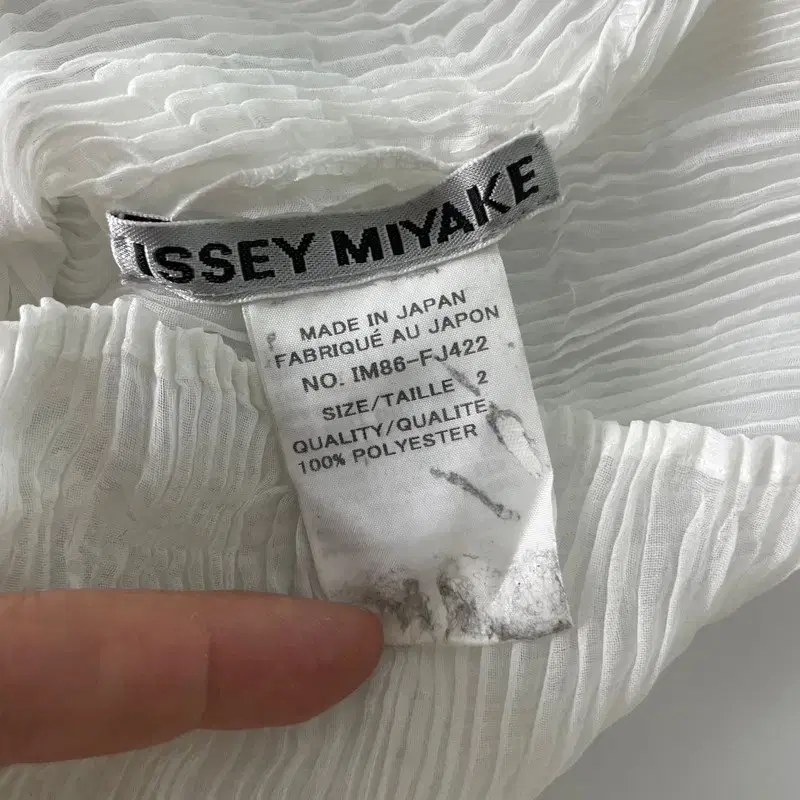 ISSEY MIYAKE
MADE IN JAPAN
FABRIQUÉ AU JAPON
NO. IM86-FJ422
SIZE/TAILLE 2
QUALITY/QUALITE
100% POLYESTER